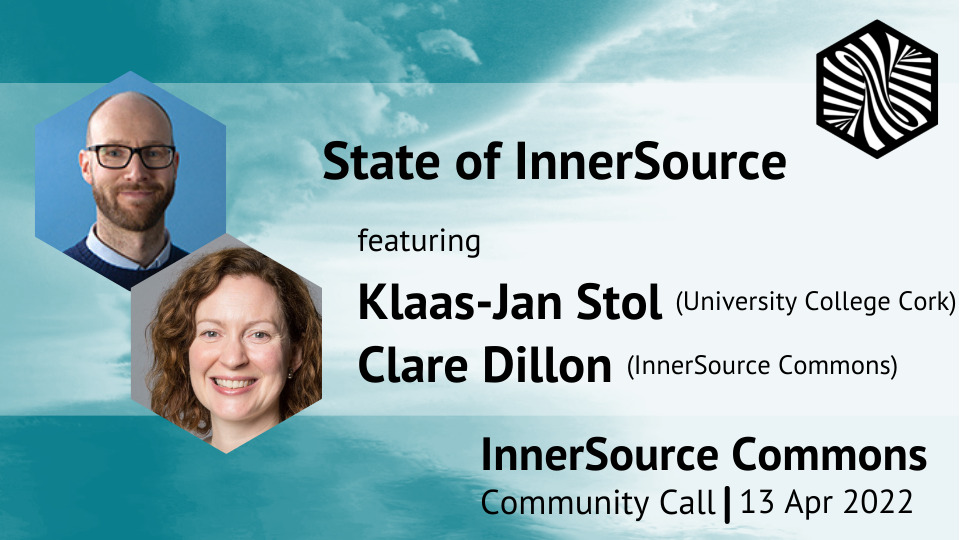 State of InnerSource
featuring
Klaas-Jan Stol (University College Cork)
Clare Dillon (InnerSource Commons)
InnerSource Commons
Community Call | 13 Apr 2022